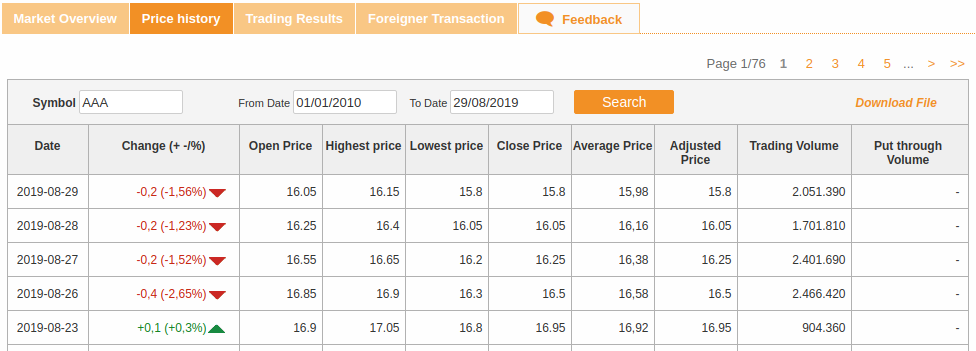 Market Overview Price history Trading Results Foreigner Transaction Feedback
Page 1/76 1 2 3 4 5 ... > >>
Symbol AAA From Date 01/01/2010 To Date 29/08/2019 Search Download File
Date Change (+ -/%) Open Price Highest price Lowest price Close Price Average Price Adjusted Price Trading Volume Put through Volume
2019-08-29 -0,2 (-1,56%) 16.05 16.15 15.8 15.8 15,98 15.8 2.051.390 -
2019-08-28 -0,2 (-1,23%) 16.25 16.4 16.05 16.05 16,16 16.05 1.701.810 -
2019-08-27 -0,2 (-1,52%) 16.55 16.65 16.2 16.25 16,38 16.25 2.401.690 -
2019-08-26 -0,4 (-2,65%) 16.85 16.9 16.3 16.5 16,58 16.5 2.466.420 -
2019-08-23 +0,1 (+0,3%) 16.9 17.05 16.8 16.95 16,92 16.95 904.360 -